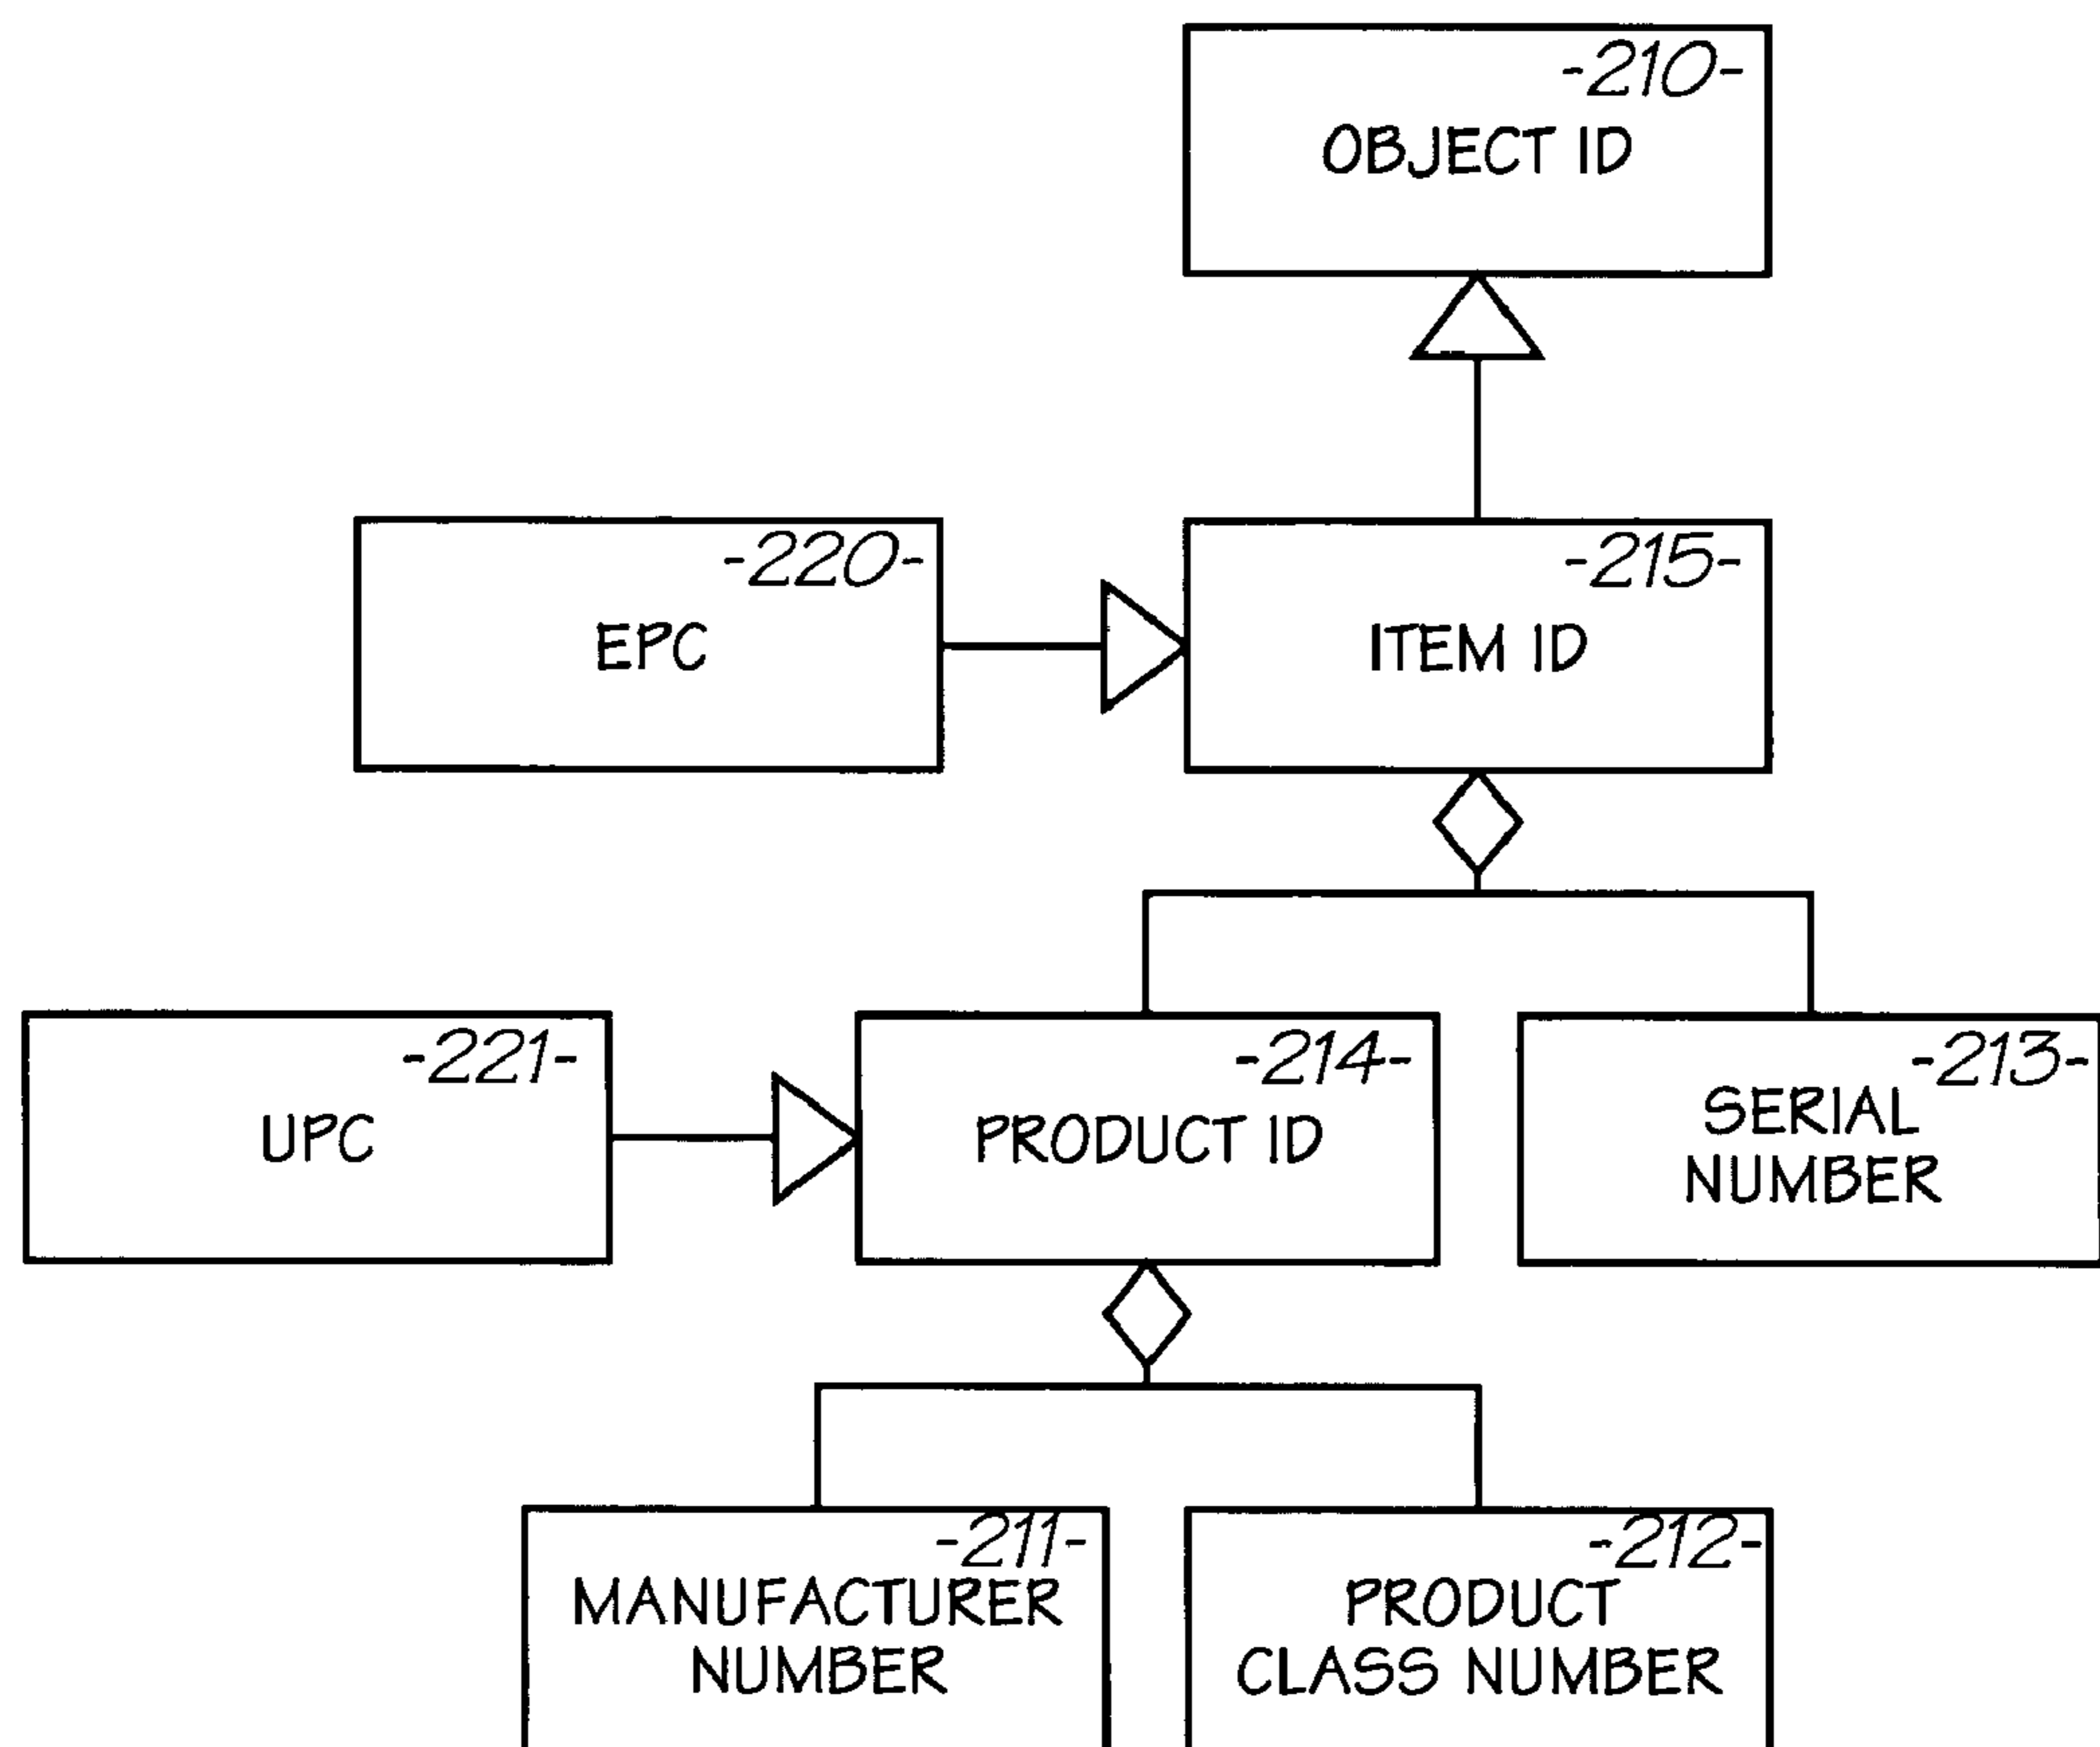 -210-
OBJECT ID
-220-
EPC
-215-
ITEM ID
-221-
UPC
-214-
PRODUCT ID
-213-
SERIAL
NUMBER
-211-
MANUFACTURER
NUMBER
-212-
PRODUCT
CLASS NUMBER